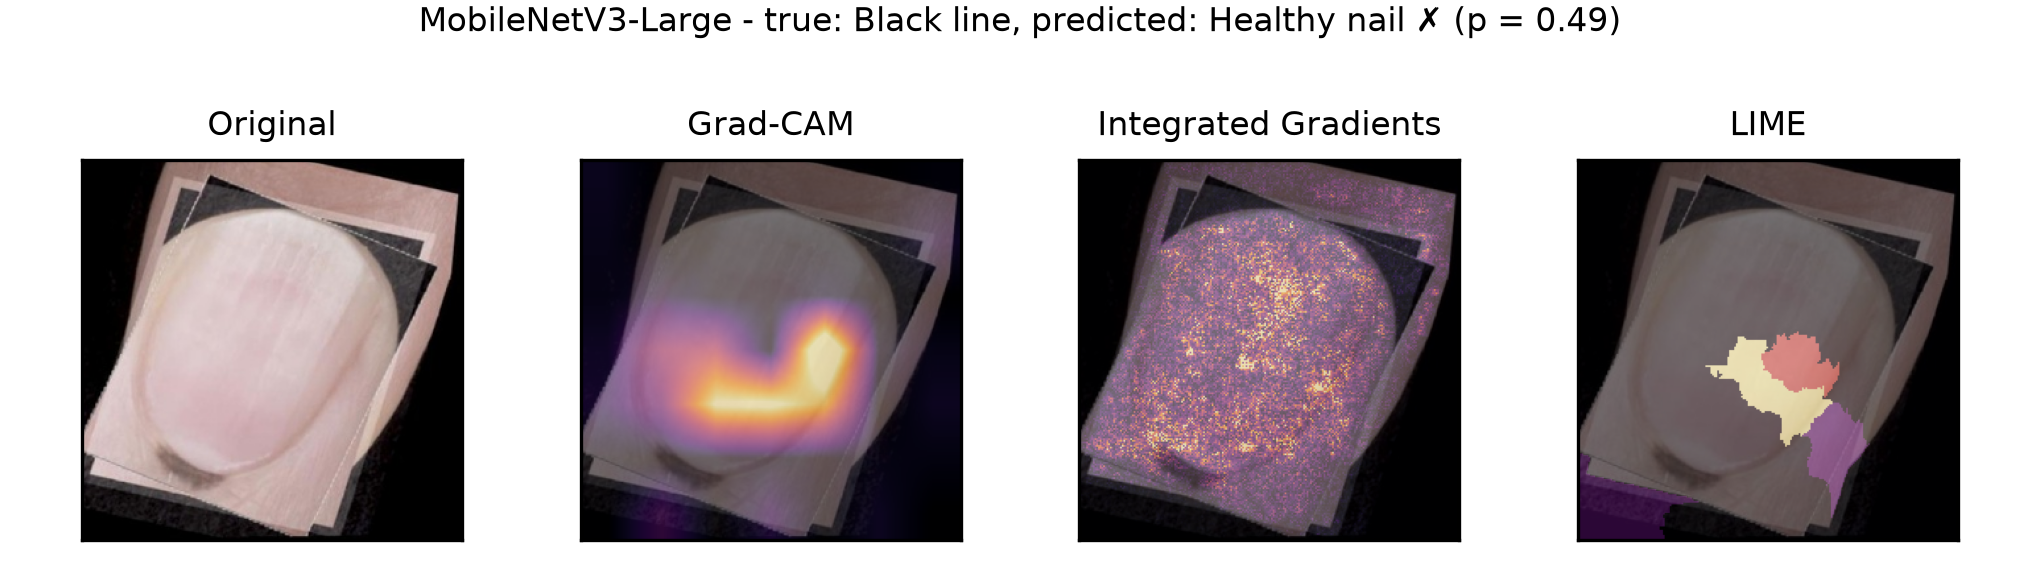 MobileNetV3-Large - true: Black line, predicted: Healthy nail ✗ (p = 0.49)
Original
Grad-CAM
Integrated Gradients
LIME